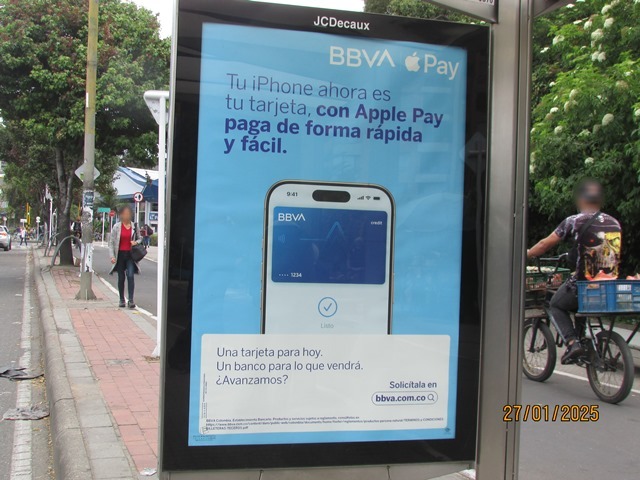 JCDecaux
BBVA Pay
Tu iPhone ahora es
tu tarjeta, con Apple Pay
paga de forma rápida
y fácil.
9:41
BBVA credit
1234
Listo
Una tarjeta para hoy.
Un banco para lo que vendrá.
¿Avanzamos?
Solicítala en
bbva.com.co
27/01/2025